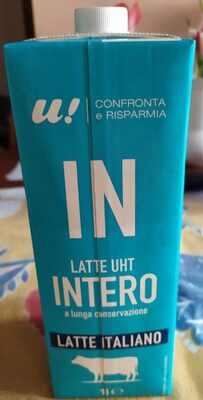 u! CONFRONTA
e RISPARMIA
IN
LATTE UHT
INTERO
a lunga conservazione
LATTE ITALIANO
1l e